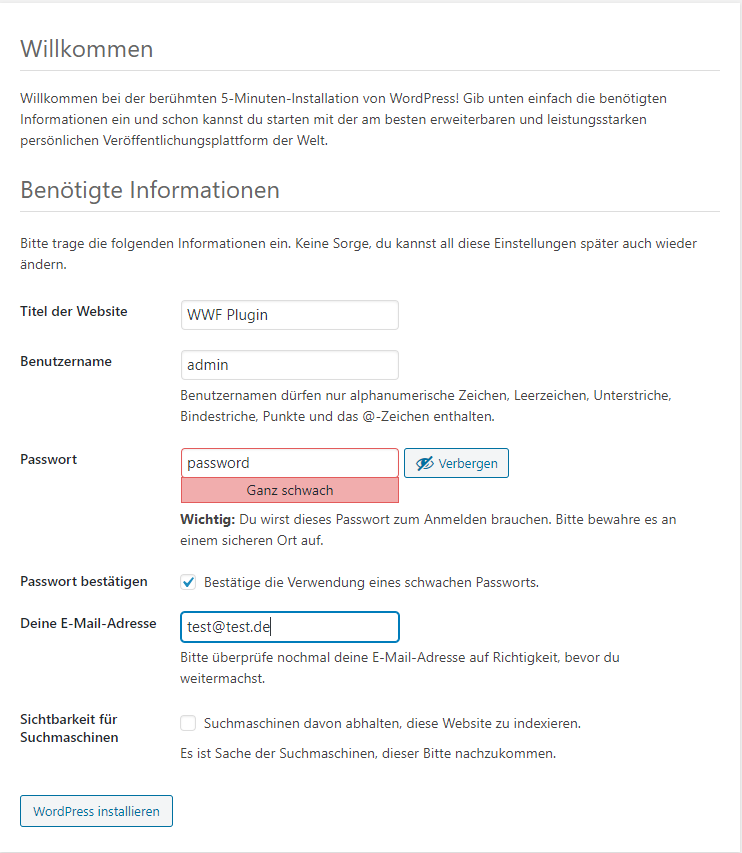 Willkommen
Willkommen bei der berühmten 5-Minuten-Installation von WordPress! Gib unten einfach die benötigten
Informationen ein und schon kannst du starten mit der am besten erweiterbaren und leistungsstarken
persönlichen Veröffentlichungsplattform der Welt.
Benötigte Informationen
Bitte trage die folgenden Informationen ein. Keine Sorge, du kannst all diese Einstellungen später auch wieder
ändern.
Titel der Website
WWF Plugin
Benutzername
admin
Benutzernamen dürfen nur alphanumerische Zeichen, Leerzeichen, Unterstriche,
Bindestriche, Punkte und das @-Zeichen enthalten.
Passwort
password
Verbergen
Ganz schwach
Wichtig: Du wirst dieses Passwort zum Anmelden brauchen. Bitte bewahre es an
einem sicheren Ort auf.
Passwort bestätigen
Bestätige die Verwendung eines schwachen Passworts.
Deine E-Mail-Adresse
test@test.de
Bitte überprüfe nochmal deine E-Mail-Adresse auf Richtigkeit, bevor du
weitermachst.
Sichtbarkeit für
Suchmaschinen
Suchmaschinen davon abhalten, diese Website zu indexieren.
Es ist Sache der Suchmaschinen, dieser Bitte nachzukommen.
WordPress installieren